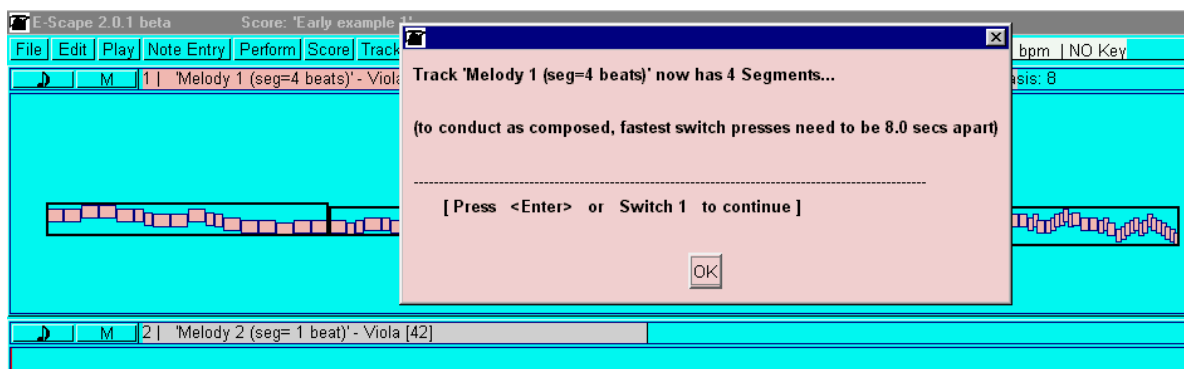 E-Scape 2.0.1 beta Score: 'Early example 1'
File Edit Play Note Entry Perform Score Track bpm | NO Key
M 1 | 'Melody 1 (seg=4 beats)' - Viola asis: 8
Track 'Melody 1 (seg=4 beats)' now has 4 Segments...
(to conduct as composed, fastest switch presses need to be 8.0 secs apart)
[ Press <Enter> or Switch 1 to continue ]
OK
M 2 | 'Melody 2 (seg= 1 beat)' - Viola [42]